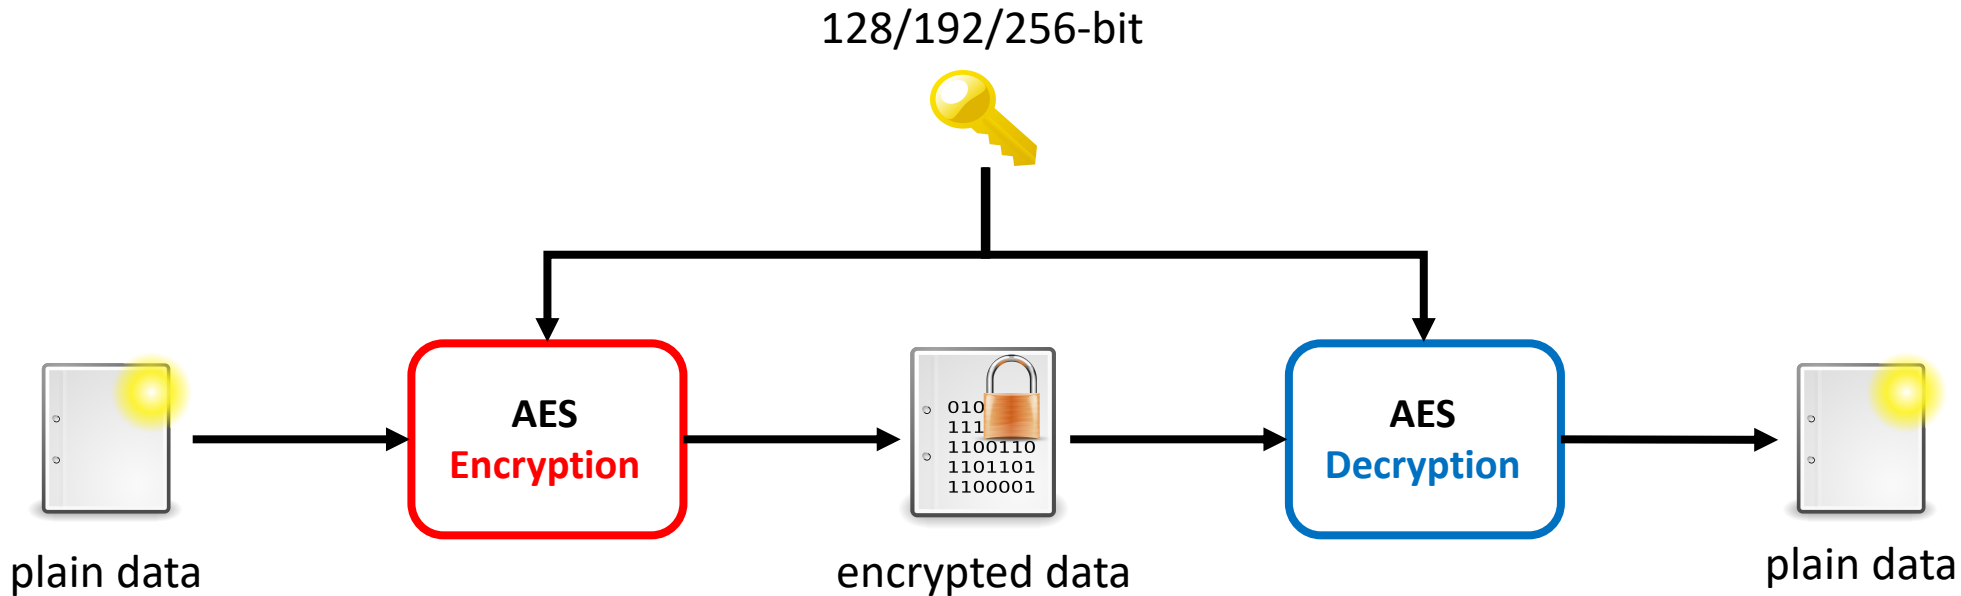 128/192/256-bit
AES
Encryption
010
111
1100110
1101101
1100001
AES
Decryption
plain data
encrypted data
plain data